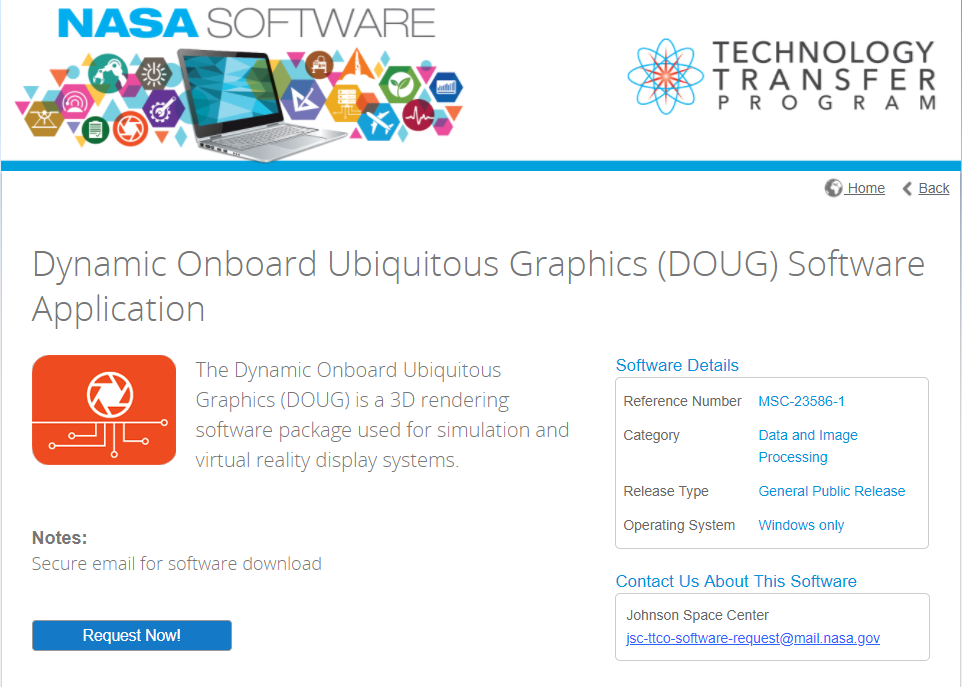 NASA SOFTWARE
TECHNOLOGY
TRANSFER
PROGRAM
Home Back
Dynamic Onboard Ubiquitous Graphics (DOUG) Software
Application
The Dynamic Onboard Ubiquitous
Graphics (DOUG) is a 3D rendering
software package used for simulation and
virtual reality display systems.
Notes:
Secure email for software download
Request Now!
Software Details
Reference Number MSC-23586-1
Category Data and Image
Processing
Release Type General Public Release
Operating System Windows only
Contact Us About This Software
Johnson Space Center
jsc-ttco-software-request@mail.nasa.gov